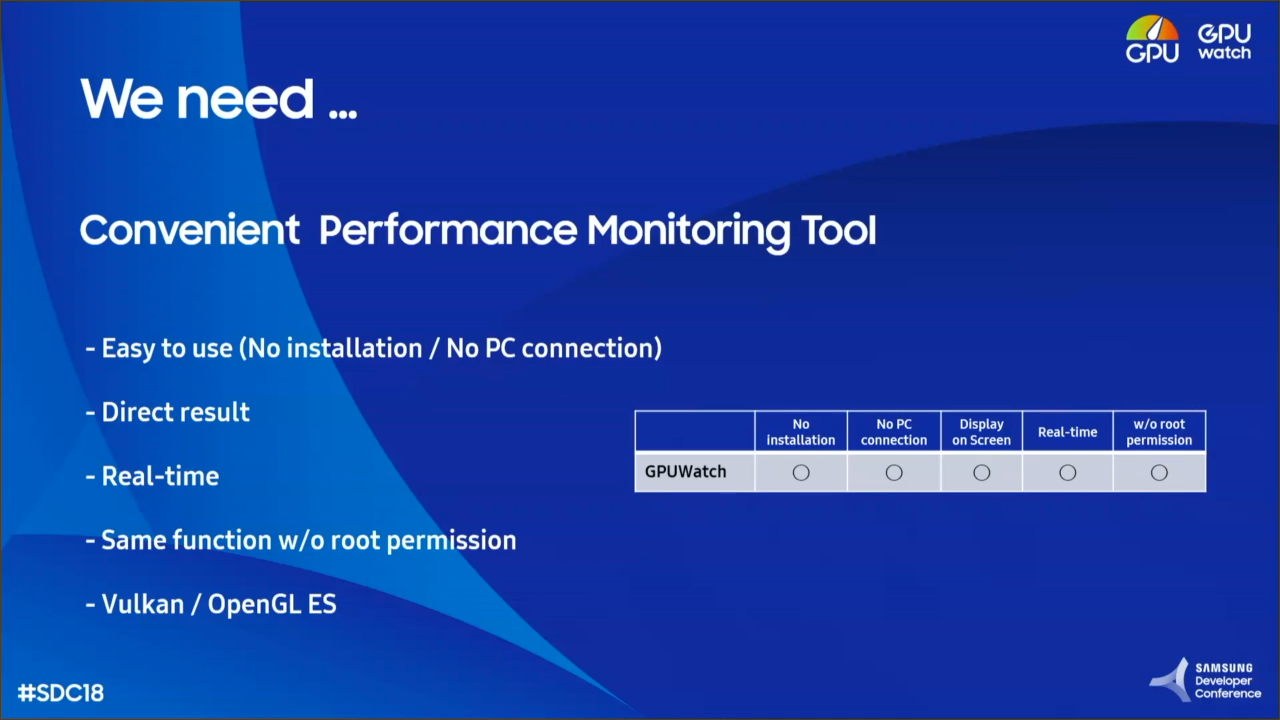 GPU
GPU
watch
We need ...
Convenient Performance Monitoring Tool
- Easy to use (No installation / No PC connection)
- Direct result
- Real-time
- Same function w/o root permission
- Vulkan / OpenGL ES
No
installation
No PC
connection
Display
on Screen
Real-time
w/o root
permission
GPUWatch ○ ○ ○ ○ ○
#SDC18
SAMSUNG
Developer
Conference